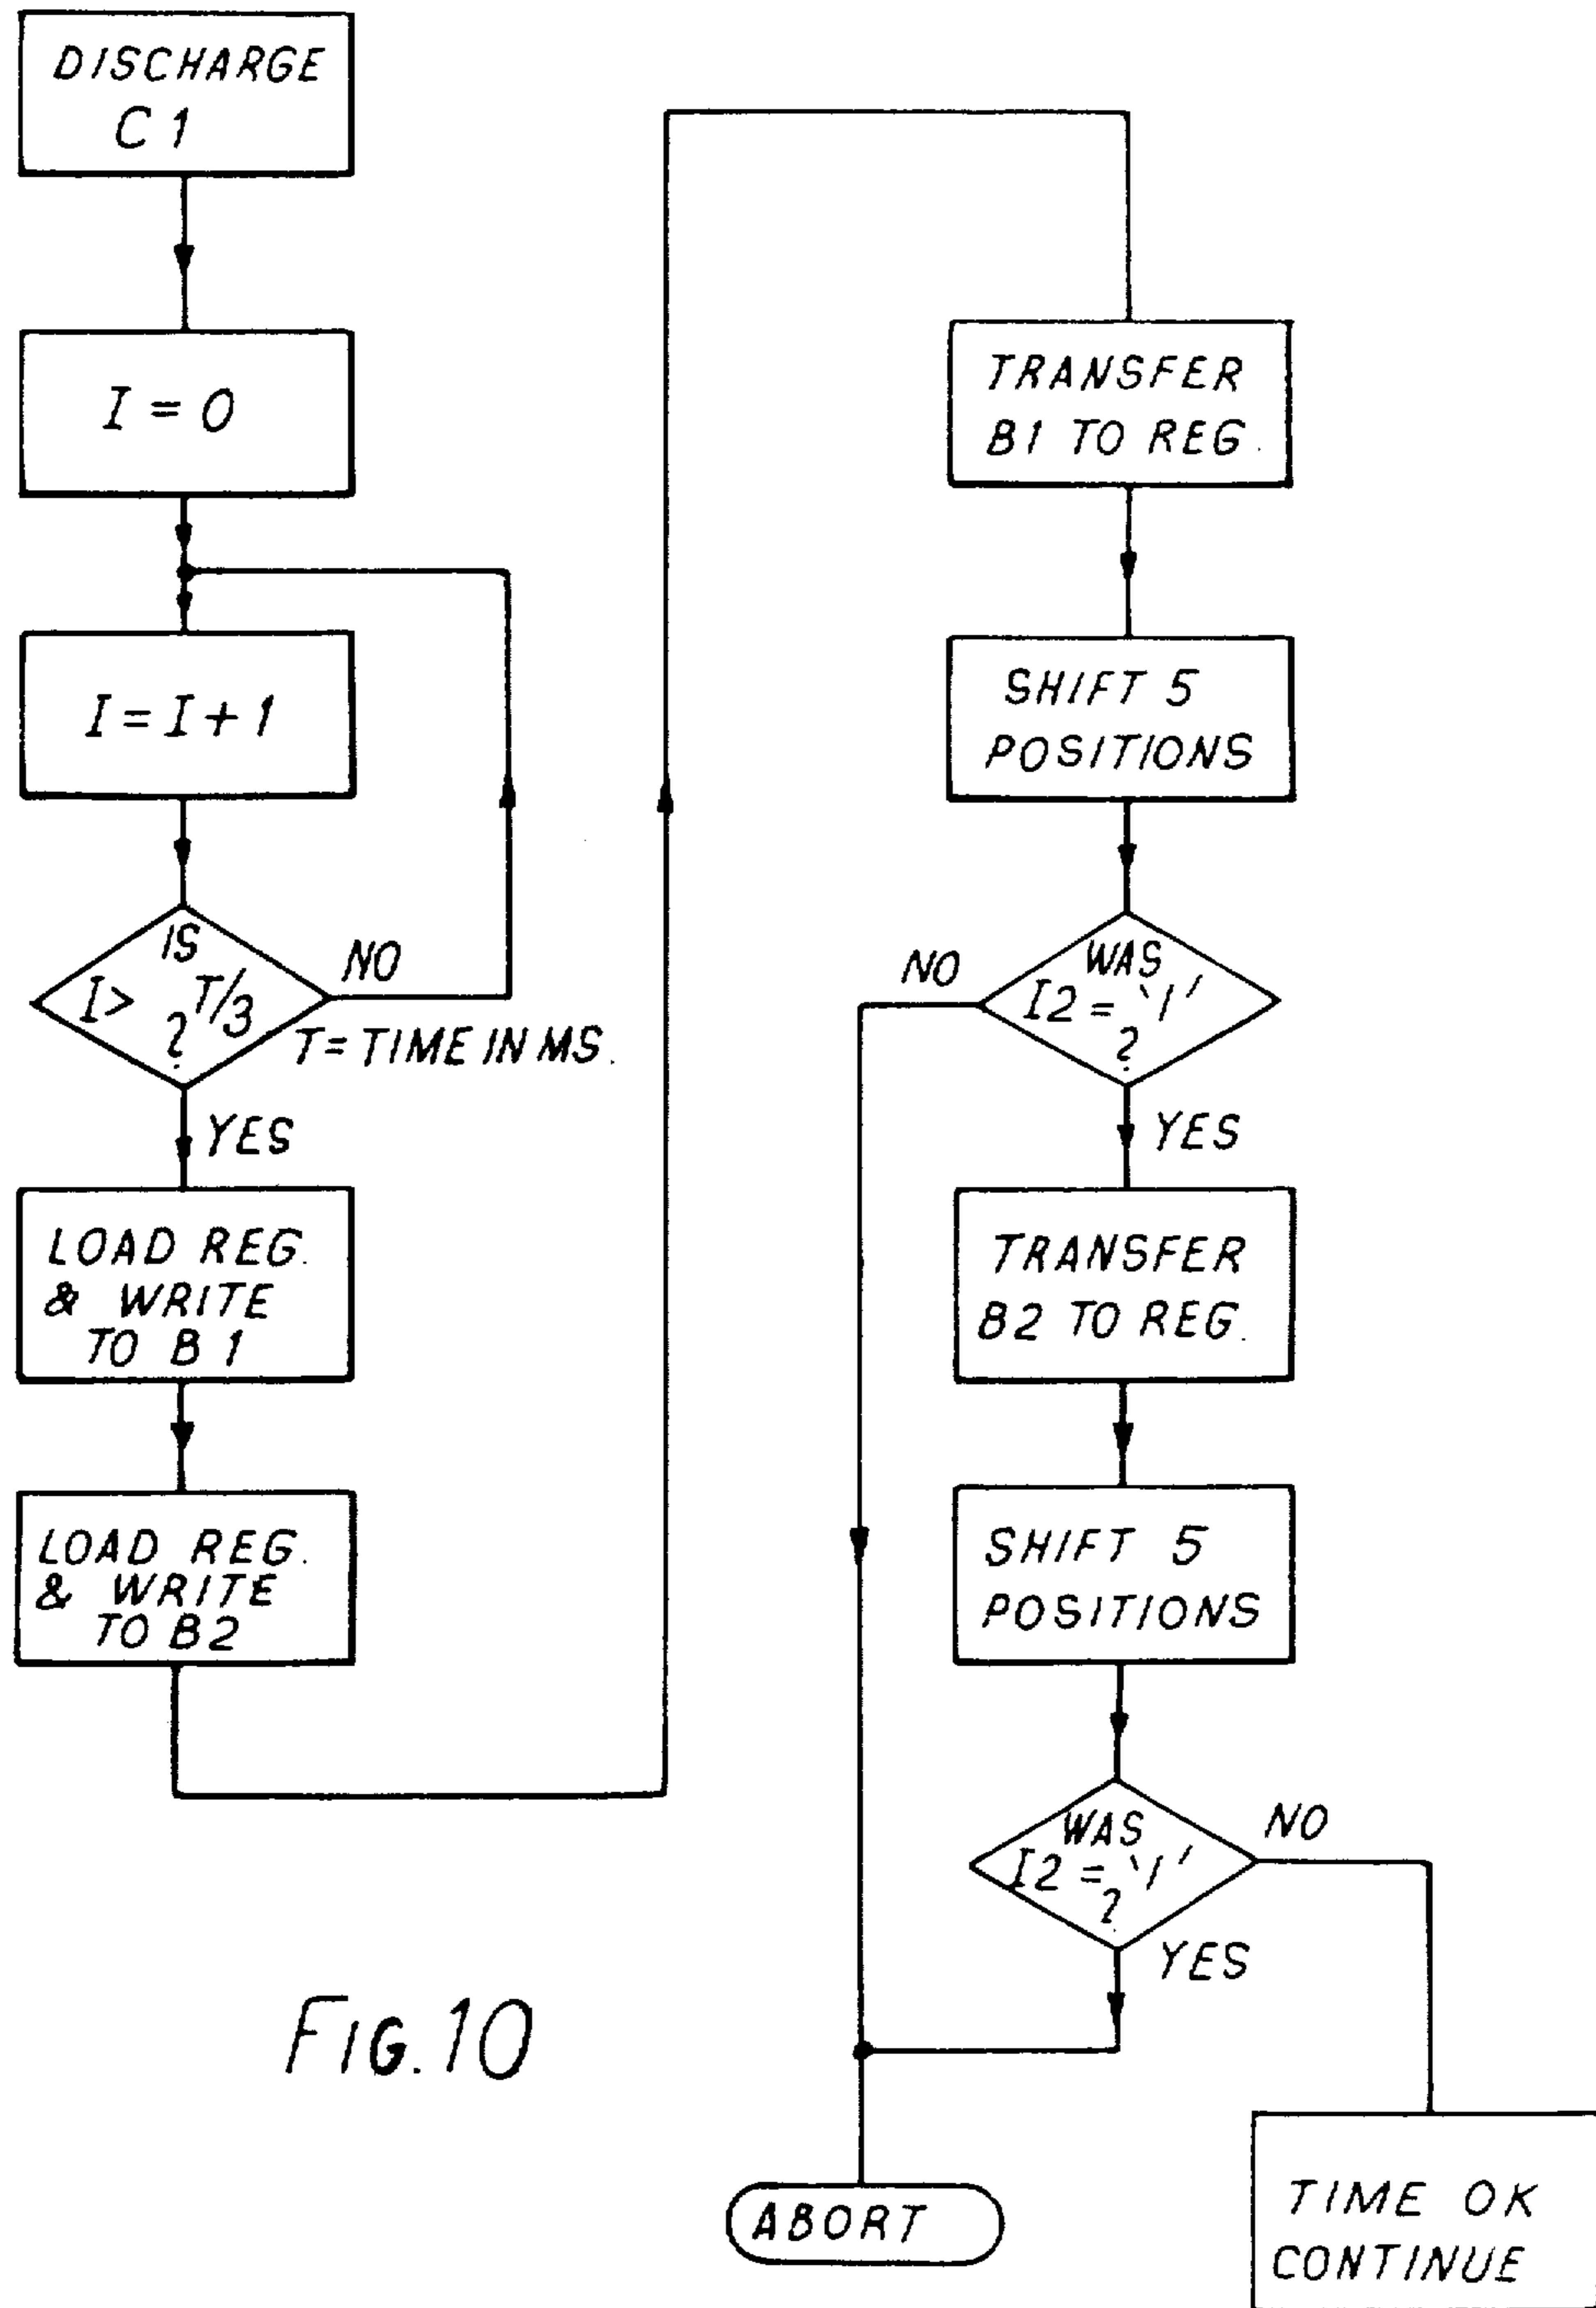 DISCHARGE
C1
I = 0
I = I + 1
IS
I > T/3
?
NO
T = TIME IN MS.
YES
LOAD REG.
& WRITE
TO B1
LOAD REG.
& WRITE
TO B2
TRANSFER
B1 TO REG.
SHIFT 5
POSITIONS
WAS
I2 = '1'
?
NO
YES
TRANSFER
B2 TO REG.
SHIFT 5
POSITIONS
WAS
I2 = '1'
?
NO
YES
ABORT
TIME OK
CONTINUE
FIG. 10